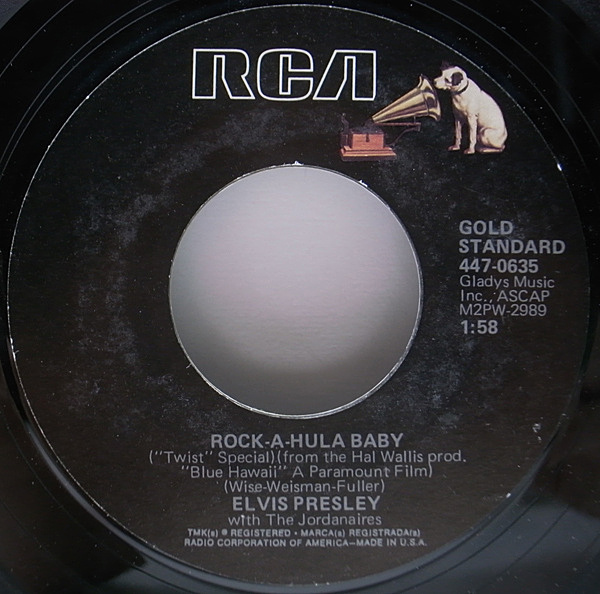 RCA
GOLD
STANDARD
447-0635
Gladys Music
Inc., ASCAP
M2PW-2989
1:58
ROCK-A-HULA BABY
("Twist" Special)(from the Hal Wallis prod.
"Blue Hawaii" A Paramount Film)
(Wise-Weisman-Fuller)
ELVIS PRESLEY
with The Jordanaires
TMK(s) ® REGISTERED • MARCA(s) REGISTRADA(s)
RADIO CORPORATION OF AMERICA—MADE IN U.S.A.